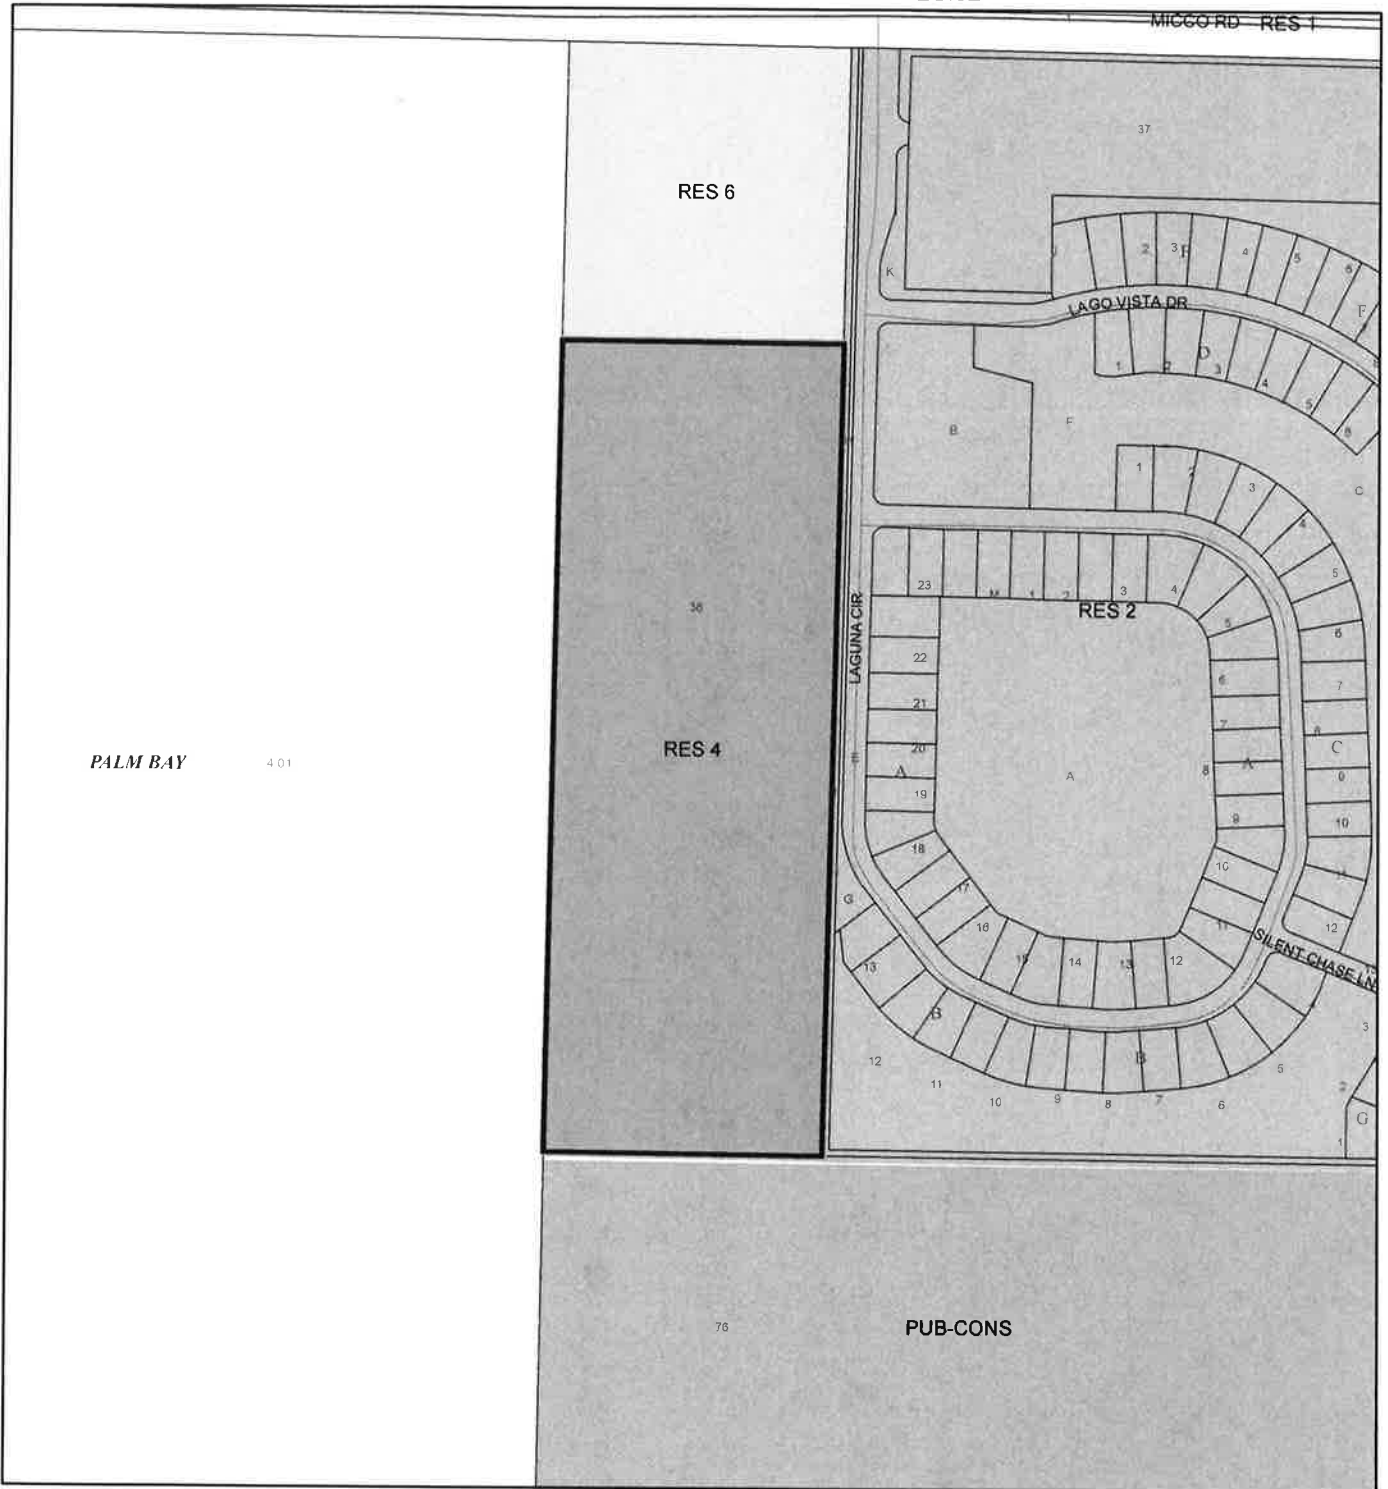 MICCO RD RES 1
37
RES 6
K
2 3 F 4 5 6
F
LAGO VISTA DR
1 2 D 3 4 5 6
B
F
C
1 2 3 4 5 6 7 8 C 9 10 11 12
23 M 1 2 3 4
RES 2
5 6 7 8 A 9 10 11
LAGUNA CIR
38
RES 4
22
21
20
A
19
18
17
16
15
14
13
12
A
E
PALM BAY
401
G
SILENT CHASE LN
13
B
B
12
11
10
9
8
7
6
5
3
2
G
1
76
PUB-CONS